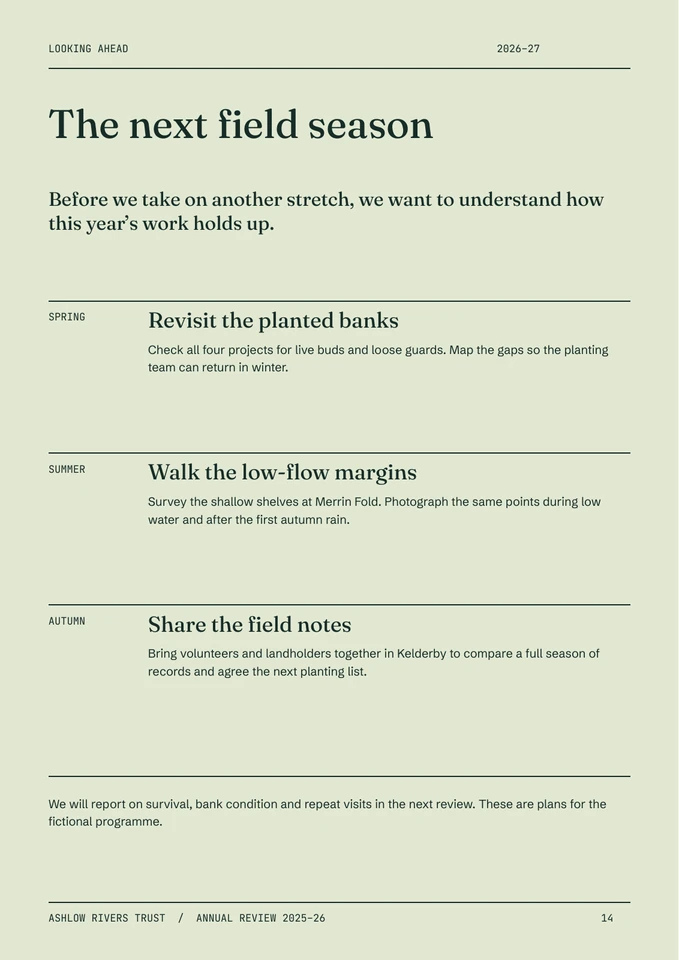 LOOKING AHEAD 2026–27
The next field season
Before we take on another stretch, we want to understand how
this year’s work holds up.
SPRING
Revisit the planted banks
Check all four projects for live buds and loose guards. Map the gaps so the planting
team can return in winter.
SUMMER
Walk the low-flow margins
Survey the shallow shelves at Merrin Fold. Photograph the same points during low
water and after the first autumn rain.
AUTUMN
Share the field notes
Bring volunteers and landholders together in Kelderby to compare a full season of
records and agree the next planting list.
We will report on survival, bank condition and repeat visits in the next review. These are plans for the
fictional programme.
ASHLOW RIVERS TRUST / ANNUAL REVIEW 2025–26 14